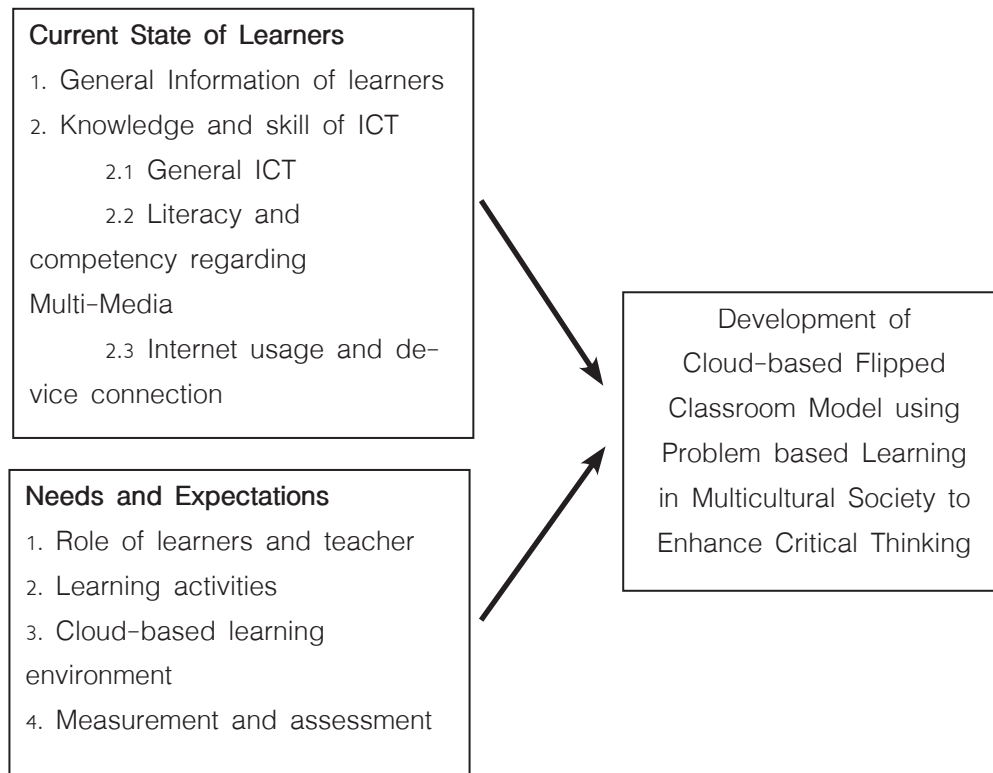 Current State of Learners
1. General Information of learners
2. Knowledge and skill of ICT
2.1 General ICT
2.2 Literacy and
competency regarding
Multi-Media
2.3 Internet usage and de-
vice connection
Needs and Expectations
1. Role of learners and teacher
2. Learning activities
3. Cloud-based learning
environment
4. Measurement and assessment
Development of
Cloud-based Flipped
Classroom Model using
Problem based Learning
in Multicultural Society to
Enhance Critical Thinking